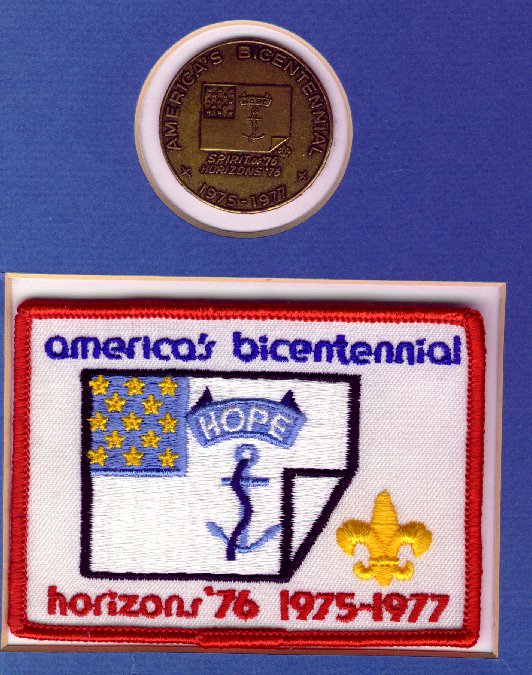 AMERICA'S BICENTENNIAL
HOPE
SPIRIT of '76
HORIZONS '76
1975-1977
america's bicentennial
HOPE
horizons '76 1975-1977